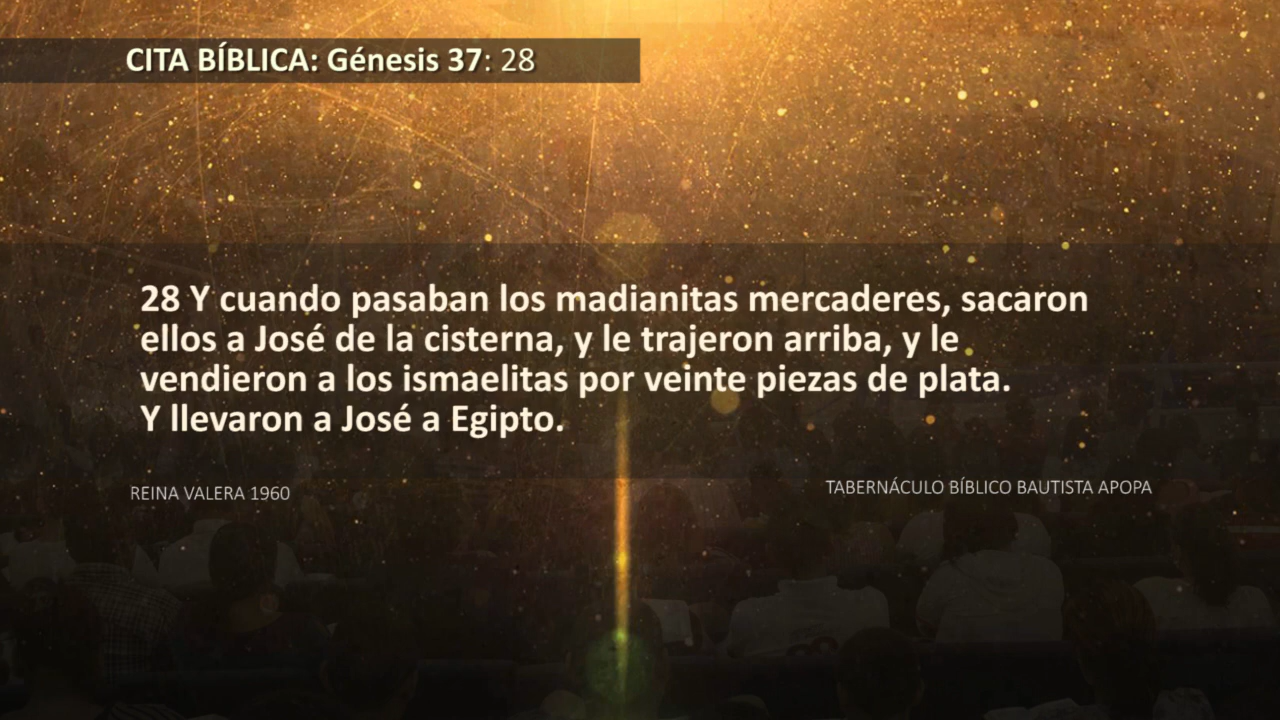 CITA BÍBLICA: Génesis 37: 28
28 Y cuando pasaban los madianitas mercaderes, sacaron
ellos a José de la cisterna, y le trajeron arriba, y le
vendieron a los ismaelitas por veinte piezas de plata.
Y llevaron a José a Egipto.
REINA VALERA 1960
TABERNÁCULO BÍBLICO BAUTISTA APOPA